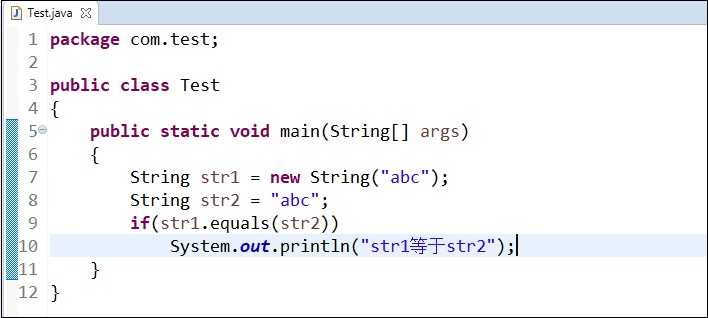 Test.java
1 package com.test;
2
3 public class Test
4 {
5 public static void main(String[] args)
6 {
7 String str1 = new String("abc");
8 String str2 = "abc";
9 if(str1.equals(str2))
10 System.out.println("str1等于str2");
11 }
12 }